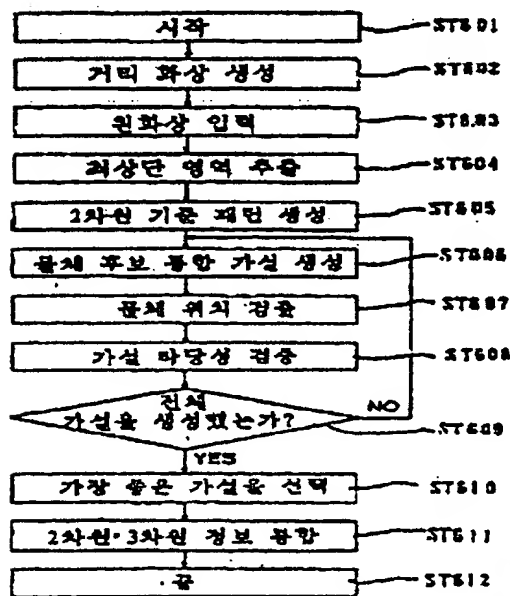 시작 ST601
거리 화상 생성 ST602
원화상 입력 ST603
최상단 영역 추출 ST604
2차원 기준 패턴 생성 ST605
물체 후보 통합 가설 생성 ST606
물체 위치 검출 ST607
가설 타당성 검증 ST608
전체
가설을 생성했는가? NO
ST609
YES
가장 좋은 가설을 선택 ST610
2차원·3차원 정보 통합 ST611
끝 ST612